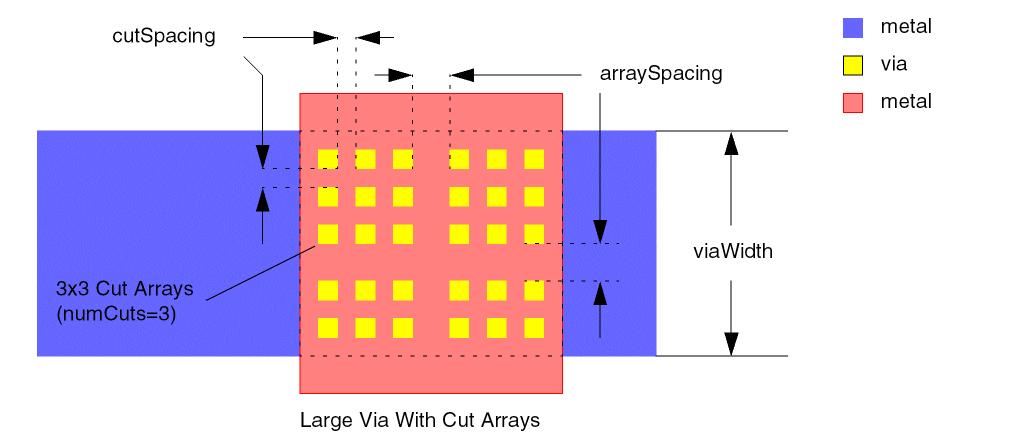 cutSpacing
metal
via
arraySpacing
metal
viaWidth
3x3 Cut Arrays
(numCuts=3)
Large Via With Cut Arrays